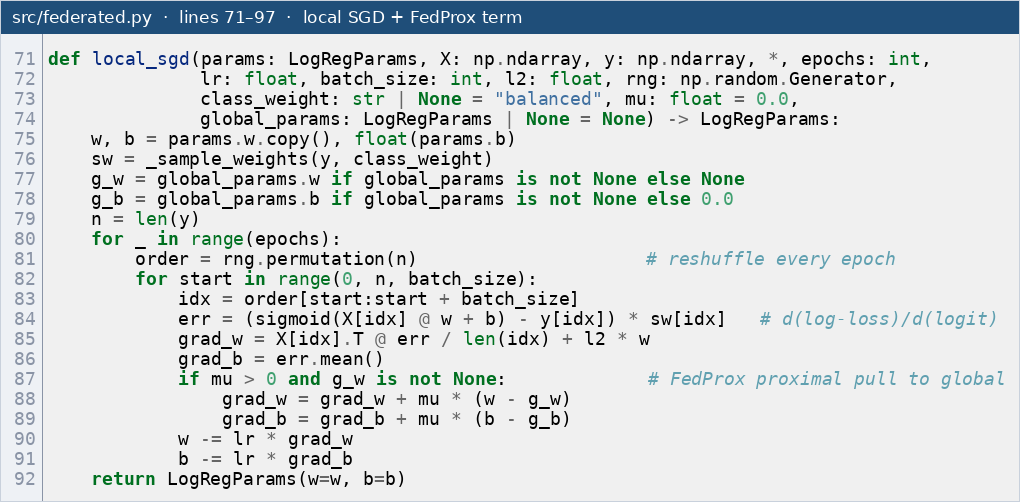 src/federated.py · lines 71–97 · local SGD + FedProx term
71 def local_sgd(params: LogRegParams, X: np.ndarray, y: np.ndarray, *, epochs: int,
72               lr: float, batch_size: int, l2: float, rng: np.random.Generator,
73               class_weight: str | None = "balanced", mu: float = 0.0,
74               global_params: LogRegParams | None = None) -> LogRegParams:
75     w, b = params.w.copy(), float(params.b)
76     sw = _sample_weights(y, class_weight)
77     g_w = global_params.w if global_params is not None else None
78     g_b = global_params.b if global_params is not None else 0.0
79     n = len(y)
80     for _ in range(epochs):
81         order = rng.permutation(n)                     # reshuffle every epoch
82         for start in range(0, n, batch_size):
83             idx = order[start:start + batch_size]
84             err = (sigmoid(X[idx] @ w + b) - y[idx]) * sw[idx]   # d(log-loss)/d(logit)
85             grad_w = X[idx].T @ err / len(idx) + l2 * w
86             grad_b = err.mean()
87             if mu > 0 and g_w is not None:             # FedProx proximal pull to global
88                 grad_w = grad_w + mu * (w - g_w)
89                 grad_b = grad_b + mu * (b - g_b)
90             w -= lr * grad_w
91             b -= lr * grad_b
92     return LogRegParams(w=w, b=b)